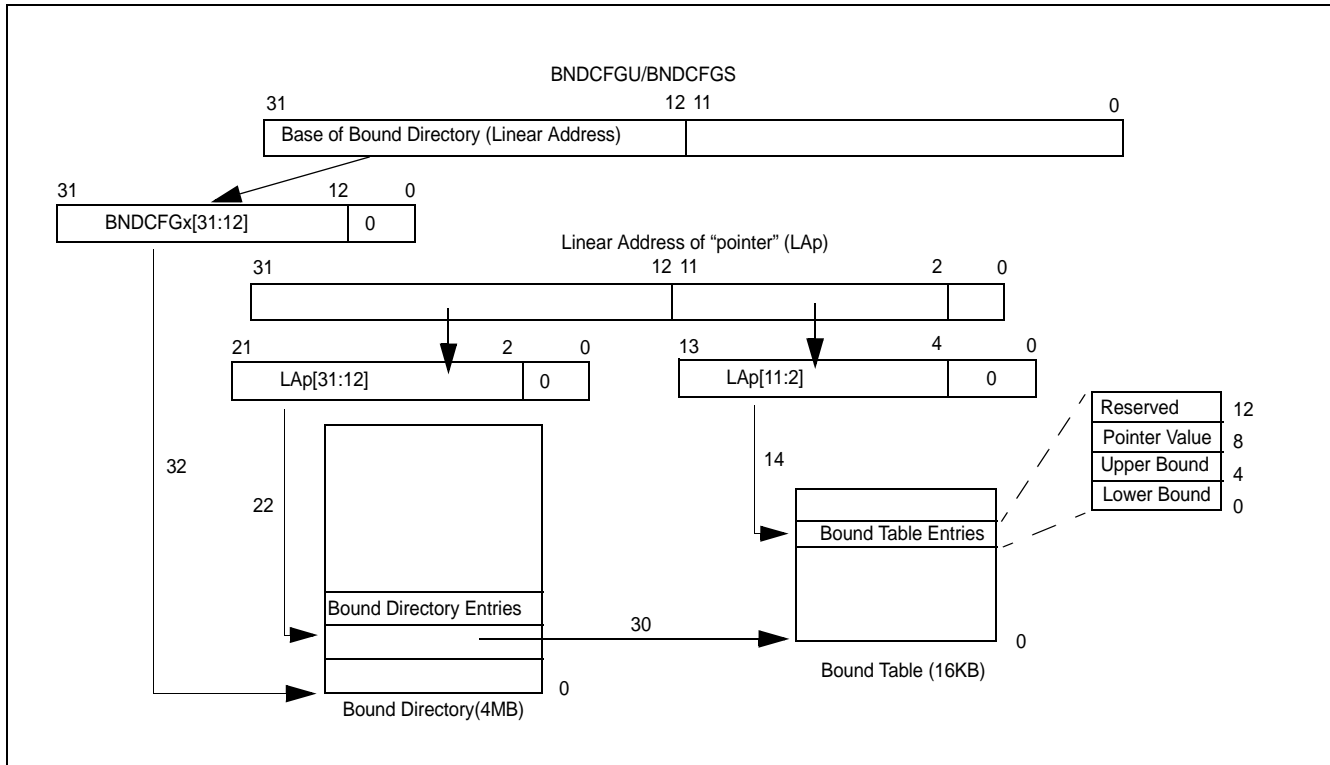 BNDCFGU/BNDCFGS
31 12 11 0
Base of Bound Directory (Linear Address)
31 12 0
BNDCFGx[31:12] 0
Linear Address of “pointer” (LAp)
31 12 11 2 0
21 2 0
LAp[31:12] 0
13 4 0
LAp[11:2] 0
Reserved 12
Pointer Value 8
Upper Bound 4
Lower Bound 0
32
22
14
Bound Table Entries
Bound Directory Entries
30
0
Bound Table (16KB)
0
Bound Directory(4MB)